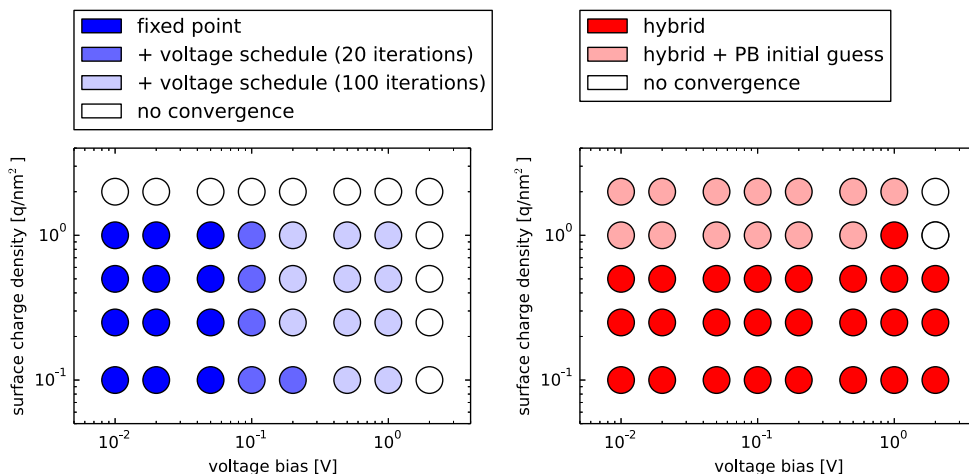 fixed point
+ voltage schedule (20 iterations)
+ voltage schedule (100 iterations)
no convergence
surface charge density [q/nm² ]
10⁰
10⁻¹
10⁻²
10⁻¹
10⁰
voltage bias [V]
hybrid
hybrid + PB initial guess
no convergence
surface charge density [q/nm² ]
10⁰
10⁻¹
10⁻²
10⁻¹
10⁰
voltage bias [V]